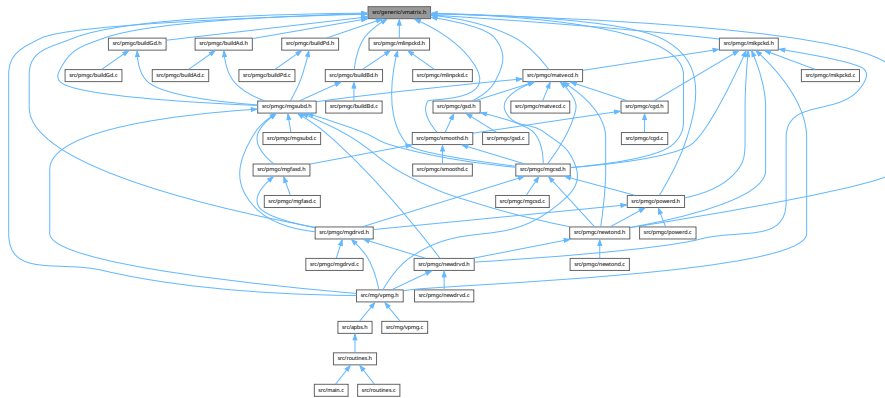 src/generic/vmatrix.h
src/pmgc/buildGd.h
src/pmgc/buildAd.h
src/pmgc/buildPd.h
src/pmgc/mlinpckd.h
src/pmgc/mikpckd.h
src/pmgc/buildGd.c
src/pmgc/buildAd.c
src/pmgc/buildPd.c
src/pmgc/buildBd.h
src/pmgc/mlinpckd.c
src/pmgc/matvecd.h
src/pmgc/mikpckd.c
src/pmgc/mgsubd.h
src/pmgc/buildBd.c
src/pmgc/gsd.h
src/pmgc/matvecd.c
src/pmgc/cgd.h
src/pmgc/mgsubd.c
src/pmgc/smoothd.h
src/pmgc/gsd.c
src/pmgc/cgd.c
src/pmgc/mgfasd.h
src/pmgc/smoothd.c
src/pmgc/mgcsd.h
src/pmgc/mgfasd.c
src/pmgc/mgcsd.c
src/pmgc/powerd.h
src/pmgc/mgdrvd.h
src/pmgc/newtond.h
src/pmgc/powerd.c
src/pmgc/mgdrvd.c
src/pmgc/newdrvd.h
src/pmgc/newtond.c
src/mg/vpmg.h
src/pmgc/newdrvd.c
src/apbs.h
src/mg/vpmg.c
src/routines.h
src/main.c
src/routines.c